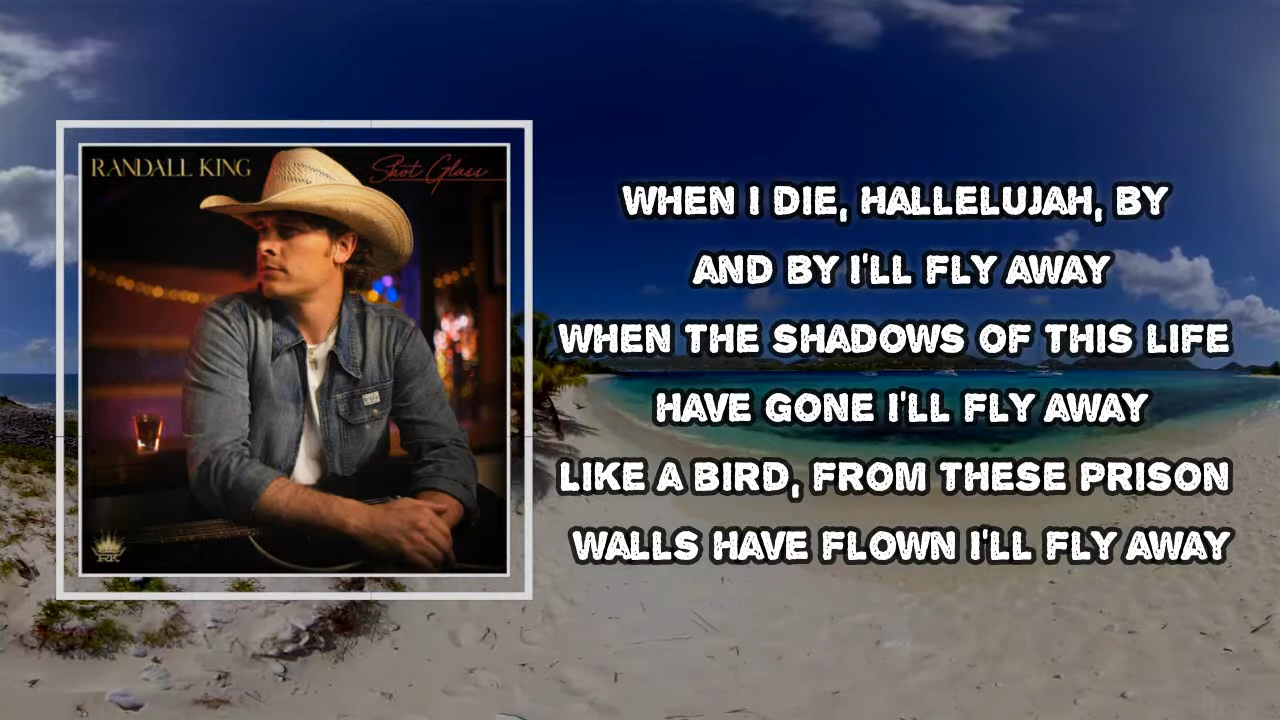 RANDALL KING
Shot Glass
RK
WHEN I DIE, HALLELUJAH, BY
AND BY I'LL FLY AWAY
WHEN THE SHADOWS OF THIS LIFE
HAVE GONE I'LL FLY AWAY
LIKE A BIRD, FROM THESE PRISON
WALLS HAVE FLOWN I'LL FLY AWAY